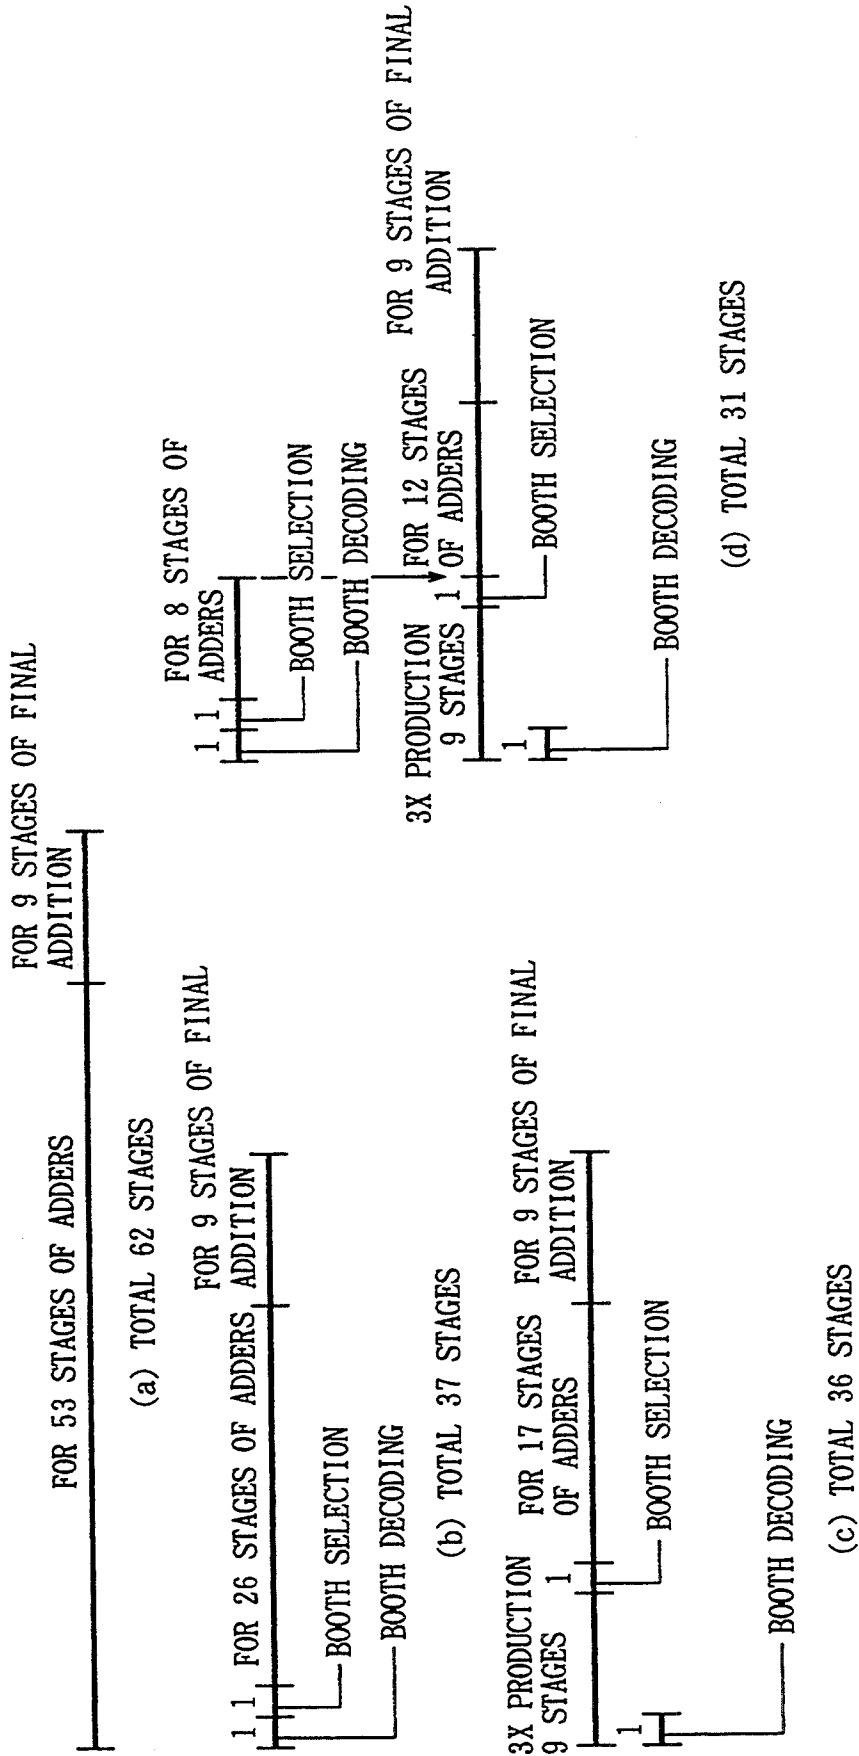 FOR 53 STAGES OF ADDERS
FOR 9 STAGES OF FINAL
ADDITION
(a) TOTAL 62 STAGES
1
1
FOR 26 STAGES OF ADDERS
FOR 9 STAGES OF FINAL
ADDITION
BOOTH SELECTION
BOOTH DECODING
(b) TOTAL 37 STAGES
3X PRODUCTION
9 STAGES
1
FOR 17 STAGES
OF ADDERS
FOR 9 STAGES OF FINAL
ADDITION
BOOTH SELECTION
1
BOOTH DECODING
(c) TOTAL 36 STAGES
FOR 8 STAGES OF
ADDERS
1
1
BOOTH SELECTION
BOOTH DECODING
3X PRODUCTION
9 STAGES
1
FOR 12 STAGES
OF ADDERS
FOR 9 STAGES OF FINAL
ADDITION
1
BOOTH SELECTION
BOOTH DECODING
(d) TOTAL 31 STAGES